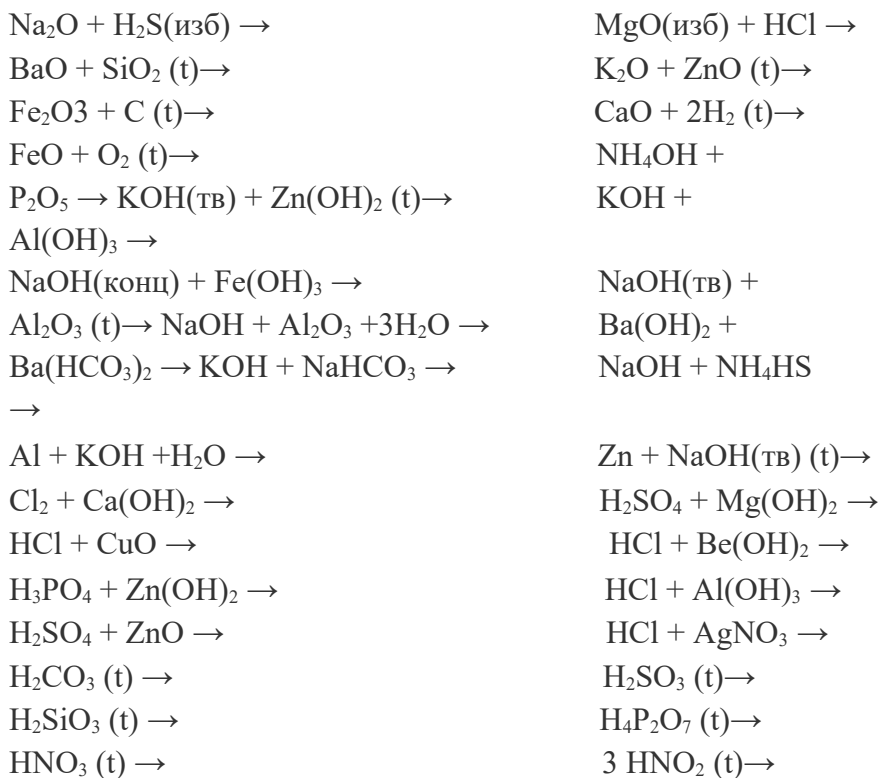 Na₂O + H₂S(изб) → MgO(изб) + HCl →
BaO + SiO₂ (t)→ K₂O + ZnO (t)→
Fe₂O3 + C (t)→ CaO + 2H₂ (t)→
FeO + O₂ (t)→ NH₄OH +
P₂O₅ → KOH(тв) + Zn(OH)₂ (t)→ KOH +
Al(OH)₃ →
NaOH(конц) + Fe(OH)₃ → NaOH(тв) +
Al₂O₃ (t)→ NaOH + Al₂O₃ +3H₂O → Ba(OH)₂ +
Ba(HCO₃)₂ → KOH + NaHCO₃ → NaOH + NH₄HS
→
Al + KOH +H₂O → Zn + NaOH(тв) (t)→
Cl₂ + Ca(OH)₂ → H₂SO₄ + Mg(OH)₂ →
HCl + CuO → HCl + Be(OH)₂ →
H₃PO₄ + Zn(OH)₂ → HCl + Al(OH)₃ →
H₂SO₄ + ZnO → HCl + AgNO₃ →
H₂CO₃ (t) → H₂SO₃ (t)→
H₂SiO₃ (t) → H₄P₂O₇ (t)→
HNO₃ (t) → 3 HNO₂ (t)→